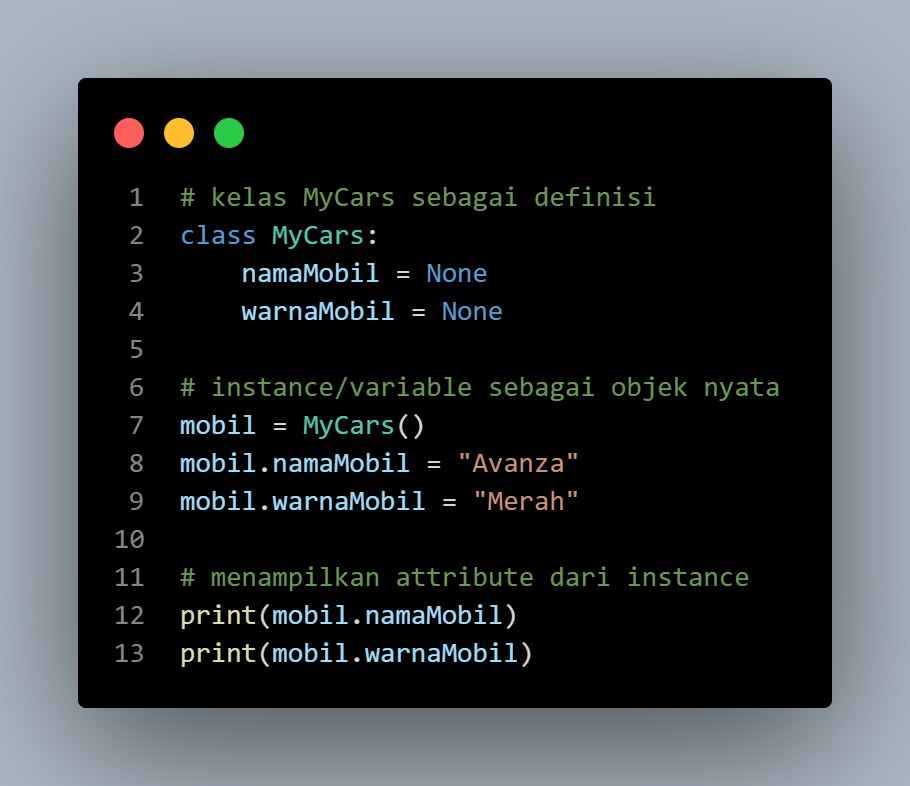 1 # kelas MyCars sebagai definisi
2 class MyCars:
3     namaMobil = None
4     warnaMobil = None
5
6 # instance/variable sebagai objek nyata
7 mobil = MyCars()
8 mobil.namaMobil = "Avanza"
9 mobil.warnaMobil = "Merah"
10
11 # menampilkan attribute dari instance
12 print(mobil.namaMobil)
13 print(mobil.warnaMobil)